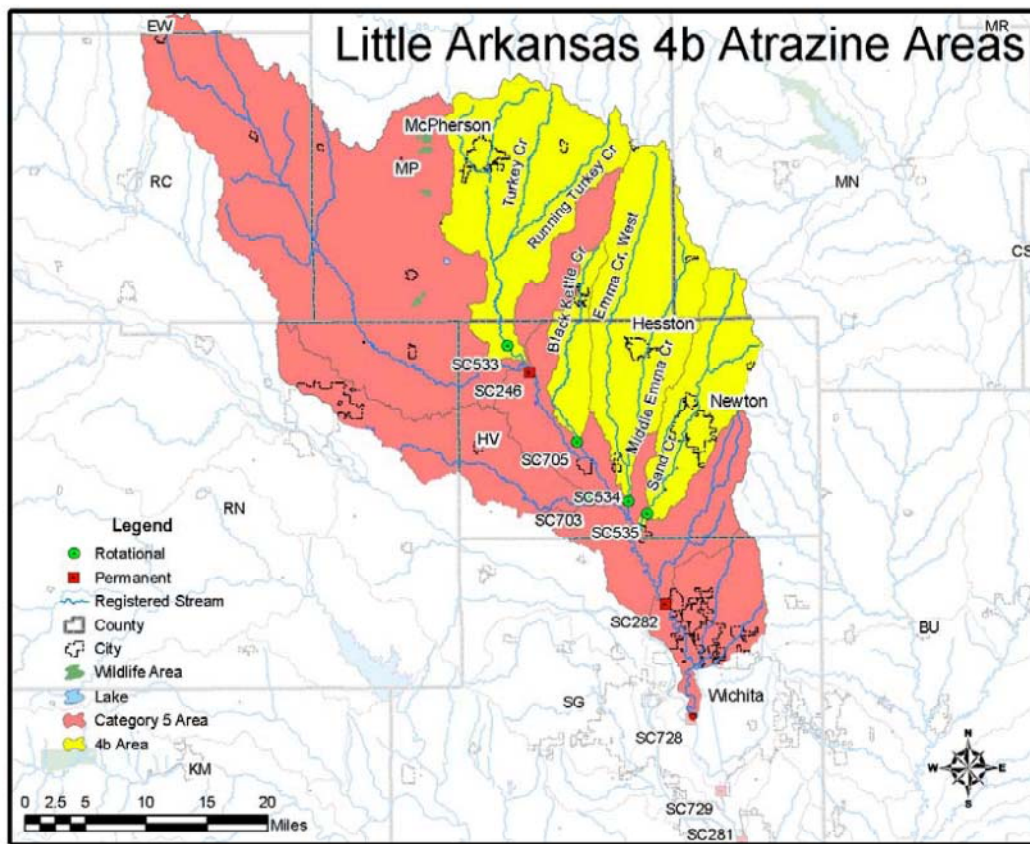 Little Arkansas 4b Atrazine Areas
EW
MR
McPherson
MP
RC
MN
CS
Turkey Cr
Running Turkey Cr
Black Kettle Cr
Emma Cr, West
Hesston
Middle Emma Cr
Newton
Sand Cr
SC533
SC246
HV
SC705
SC534
SC703
SC535
RN
SC282
BU
SG
Wichita
SC728
KM
SC729
SC281
Legend
Rotational
Permanent
Registered Stream
County
City
Wildlife Area
Lake
Category 5 Area
4b Area
0 2.5 5 10 15 20
Miles
N
W E
S